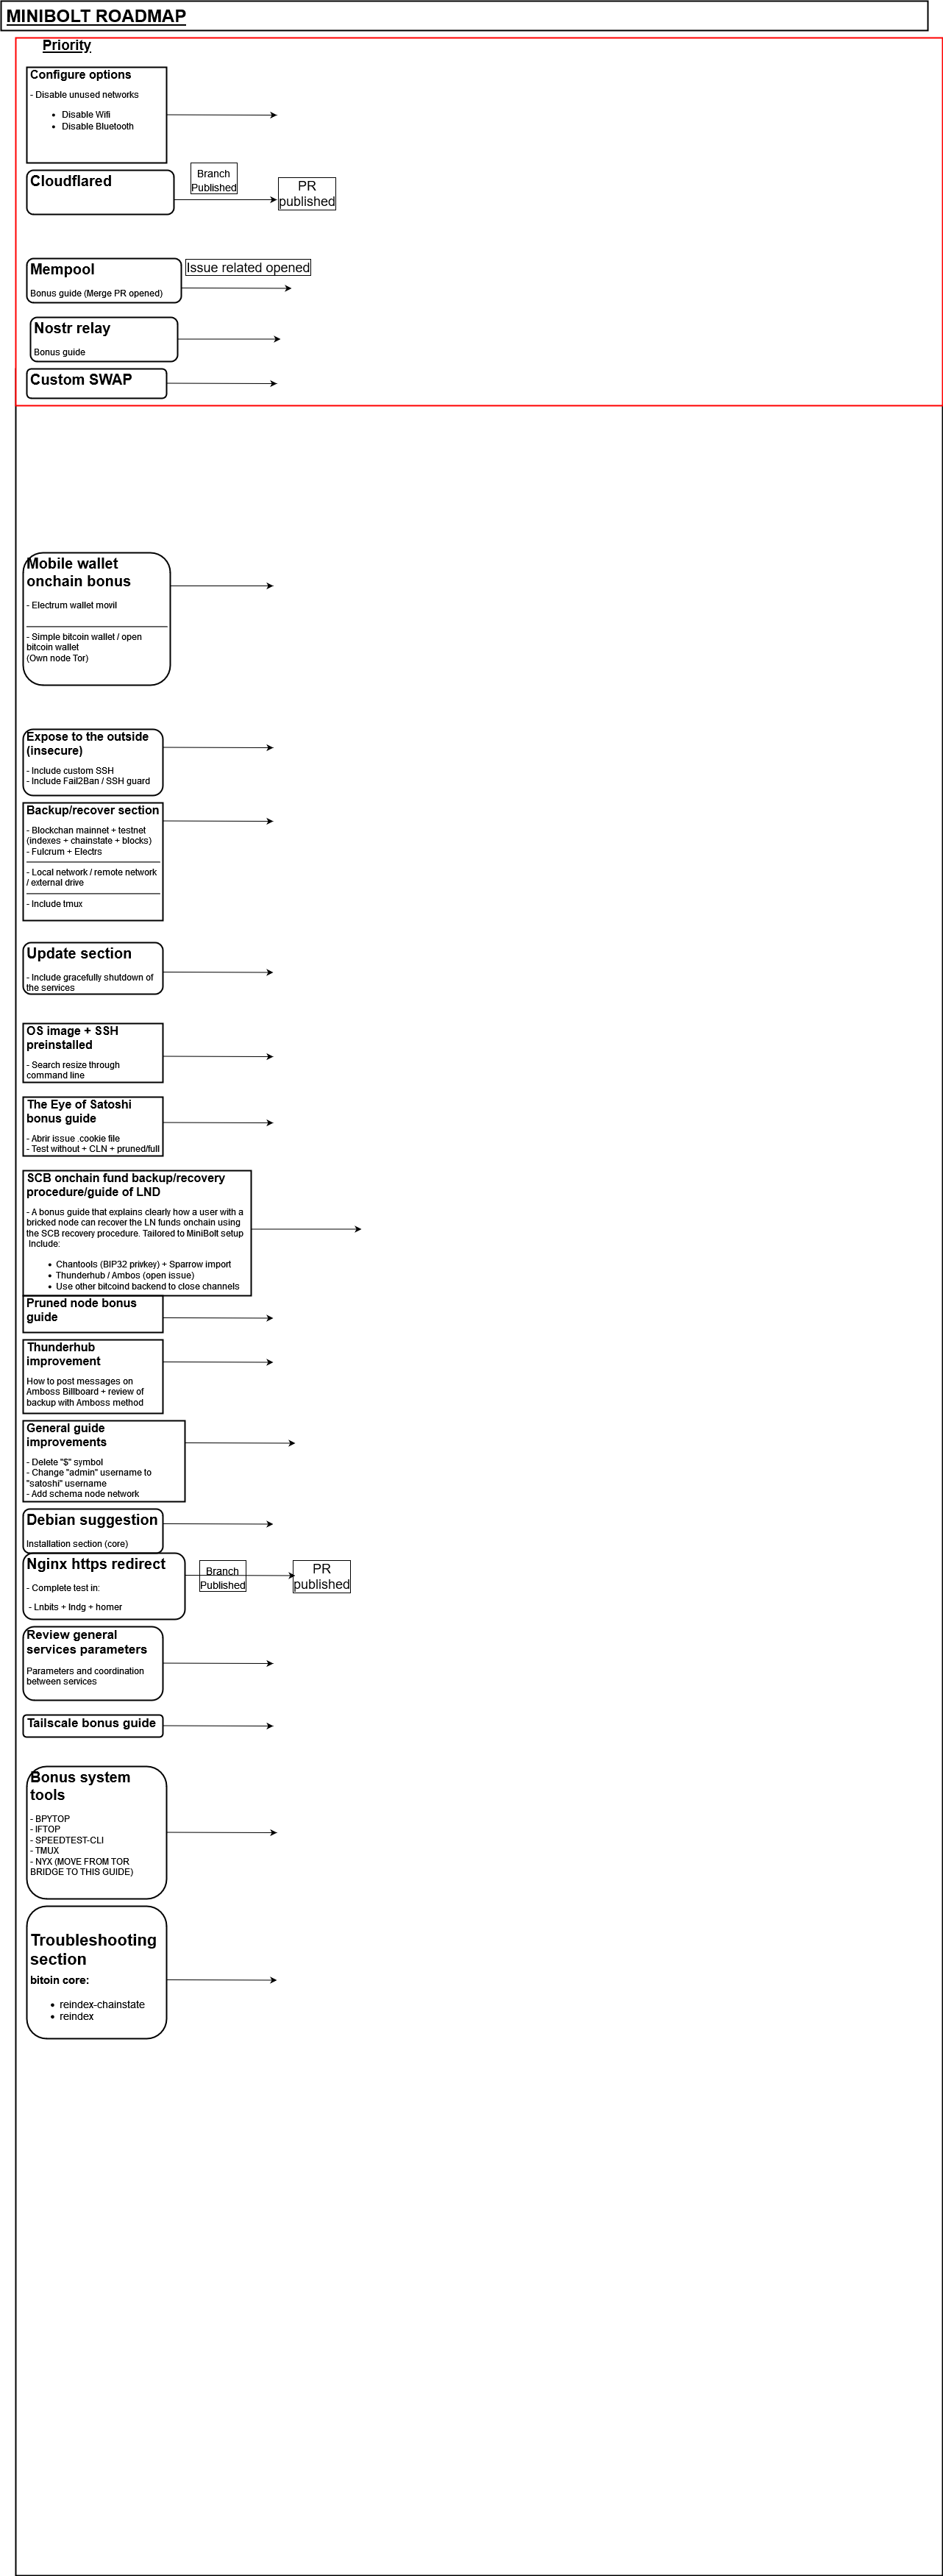 MINIBOLT ROADMAP
Priority
Configure options
- Disable unused networks
• Disable Wifi
• Disable Bluetooth
Cloudflared
Branch
Published
PR
published
Mempool
Bonus guide (Merge PR opened)
Issue related opened
Nostr relay
Bonus guide
Custom SWAP
Mobile wallet
onchain bonus
- Electrum wallet movil
- Simple bitcoin wallet / open
bitcoin wallet
(Own node Tor)
Expose to the outside
(insecure)
- Include custom SSH
- Include Fail2Ban / SSH guard
Backup/recover section
- Blockchan mainnet + testnet
(indexes + chainstate + blocks)
- Fulcrum + Electrs
- Local network / remote network
/ external drive
- Include tmux
Update section
- Include gracefully shutdown of
the services
OS image + SSH
preinstalled
- Search resize through
command line
The Eye of Satoshi
bonus guide
- Abrir issue .cookie file
- Test without + CLN + pruned/full
SCB onchain fund backup/recovery
procedure/guide of LND
- A bonus guide that explains clearly how a user with a
bricked node can recover the LN funds onchain using
the SCB recovery procedure. Tailored to MiniBolt setup
Include:
• Chantools (BIP32 privkey) + Sparrow import
• Thunderhub / Ambos (open issue)
• Use other bitcoind backend to close channels
Pruned node bonus
guide
Thunderhub
improvement
How to post messages on
Amboss Billboard + review of
backup with Amboss method
General guide
improvements
- Delete "$" symbol
- Change "admin" username to
"satoshi" username
- Add schema node network
Debian suggestion
Installation section (core)
Nginx https redirect
- Complete test in:
- Lnbits + lndg + homer
Branch
Published
PR
published
Review general
services parameters
Parameters and coordination
between services
Tailscale bonus guide
Bonus system
tools
- BPYTOP
- IFTOP
- SPEEDTEST-CLI
- TMUX
- NYX (MOVE FROM TOR
BRIDGE TO THIS GUIDE)
Troubleshooting
section
bitoin core:
• reindex-chainstate
• reindex